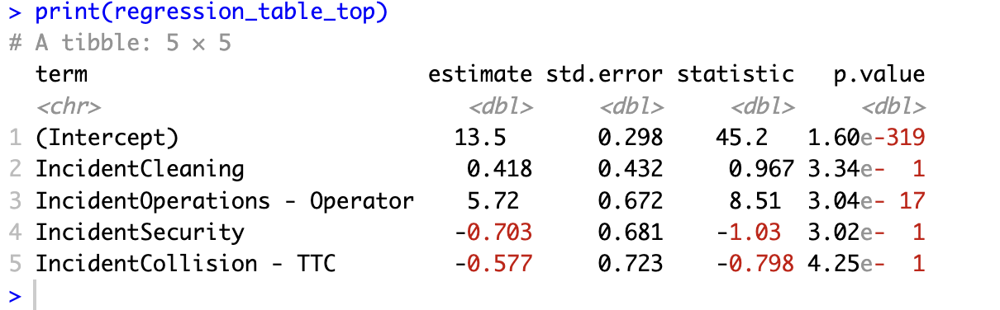 > print(regression_table_top)
# A tibble: 5 × 5
  term                        estimate std.error statistic   p.value
  <chr>                          <dbl>     <dbl>     <dbl>     <dbl>
1 (Intercept)                   13.5       0.298    45.2   1.60e-319
2 IncidentCleaning               0.418     0.432     0.967 3.34e-  1
3 IncidentOperations - Operator  5.72      0.672     8.51  3.04e- 17
4 IncidentSecurity              -0.703     0.681    -1.03  3.02e-  1
5 IncidentCollision - TTC       -0.577     0.723    -0.798 4.25e-  1
>